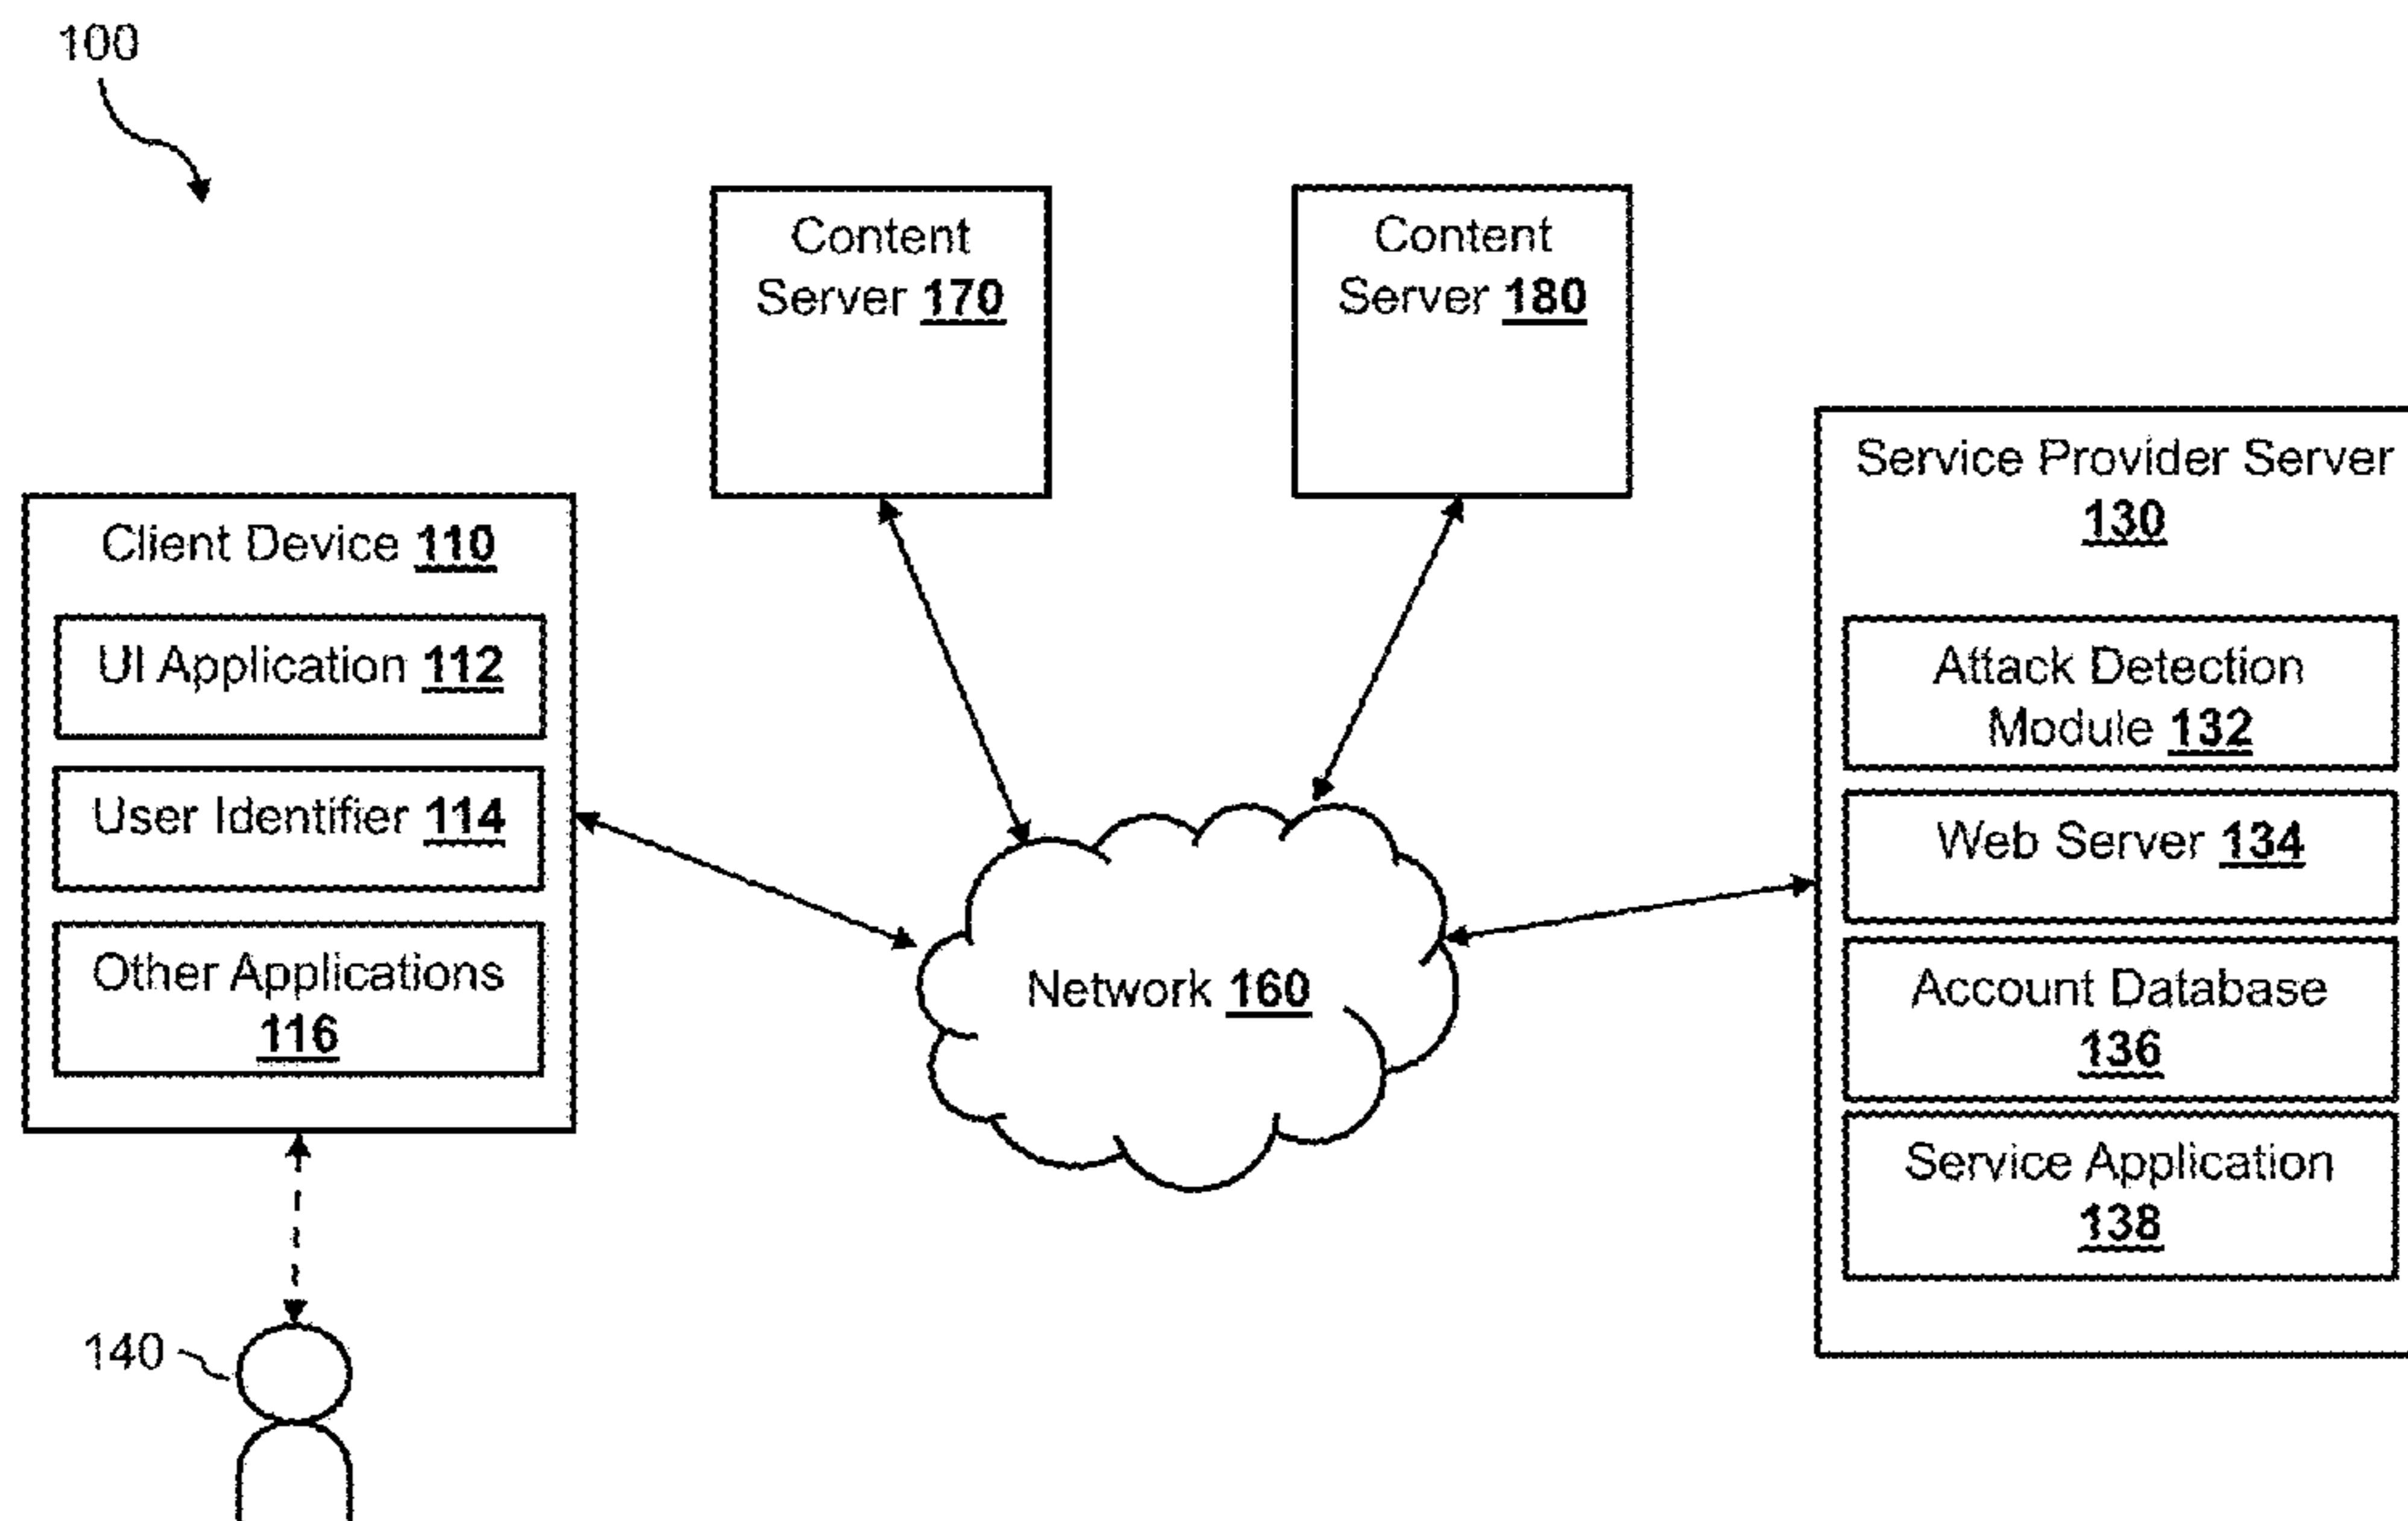 100
Content
Server 170
Content
Server 180
Service Provider Server
130
Attack Detection
Module 132
Web Server 134
Account Database
136
Service Application
138
Client Device 110
UI Application 112
User Identifier 114
Other Applications
116
Network 160
140